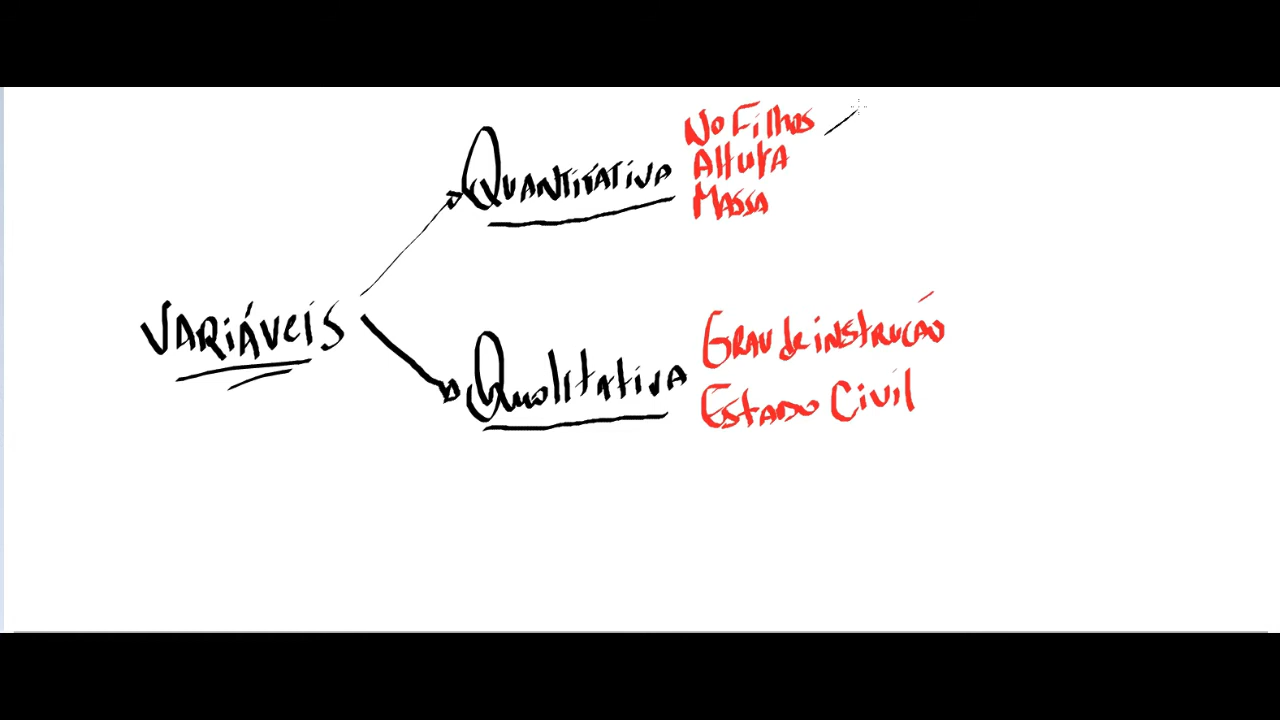 No Filhos
Quantitativa Altura
Massa
Variáveis
Grau de instrução
Qualitativa
Estado Civil